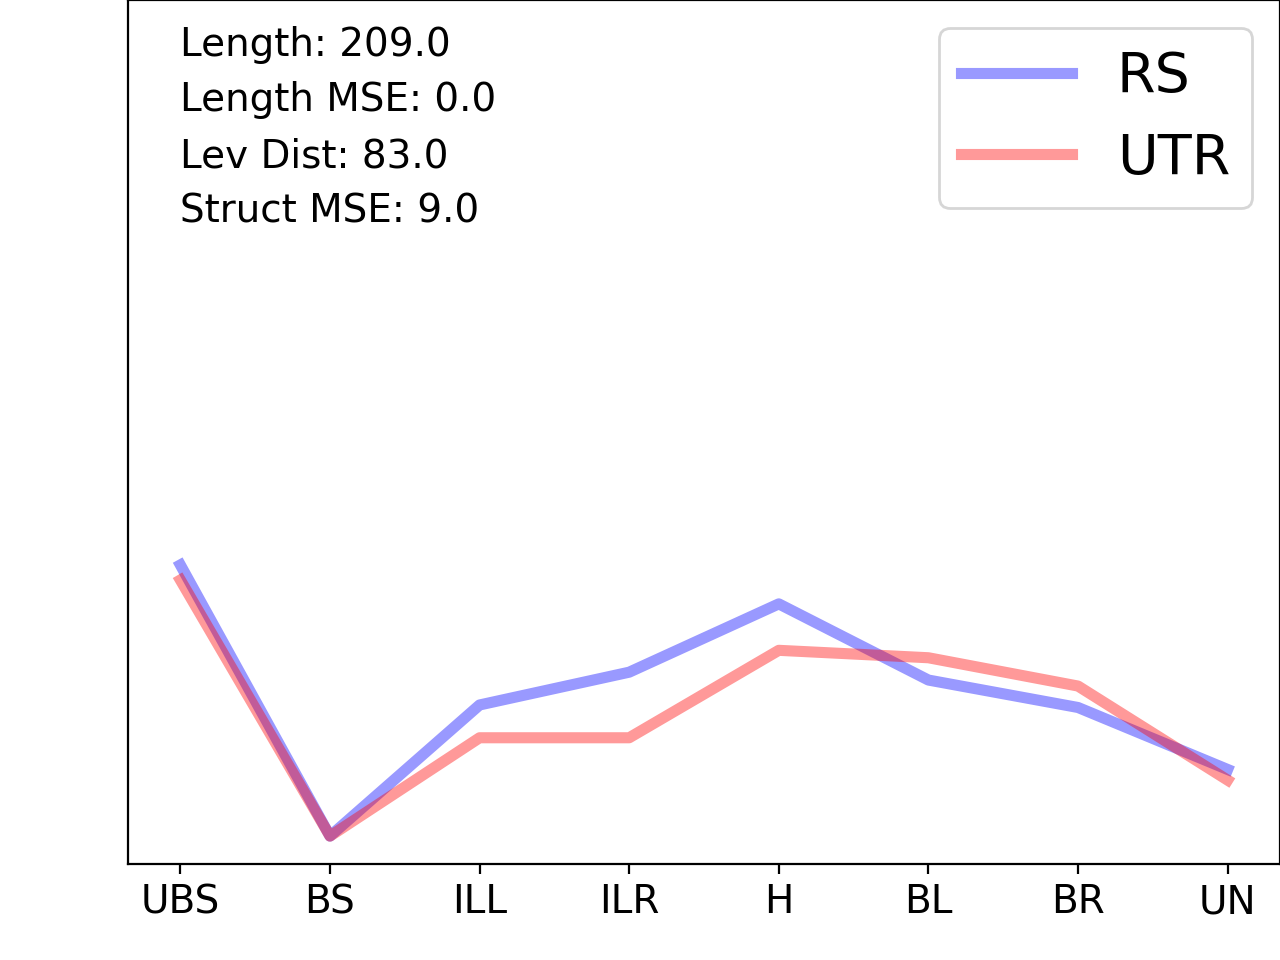 Length: 209.0
Length MSE: 0.0
Lev Dist: 83.0
Struct MSE: 9.0
RS
UTR
UBS BS ILL ILR H BL BR UN